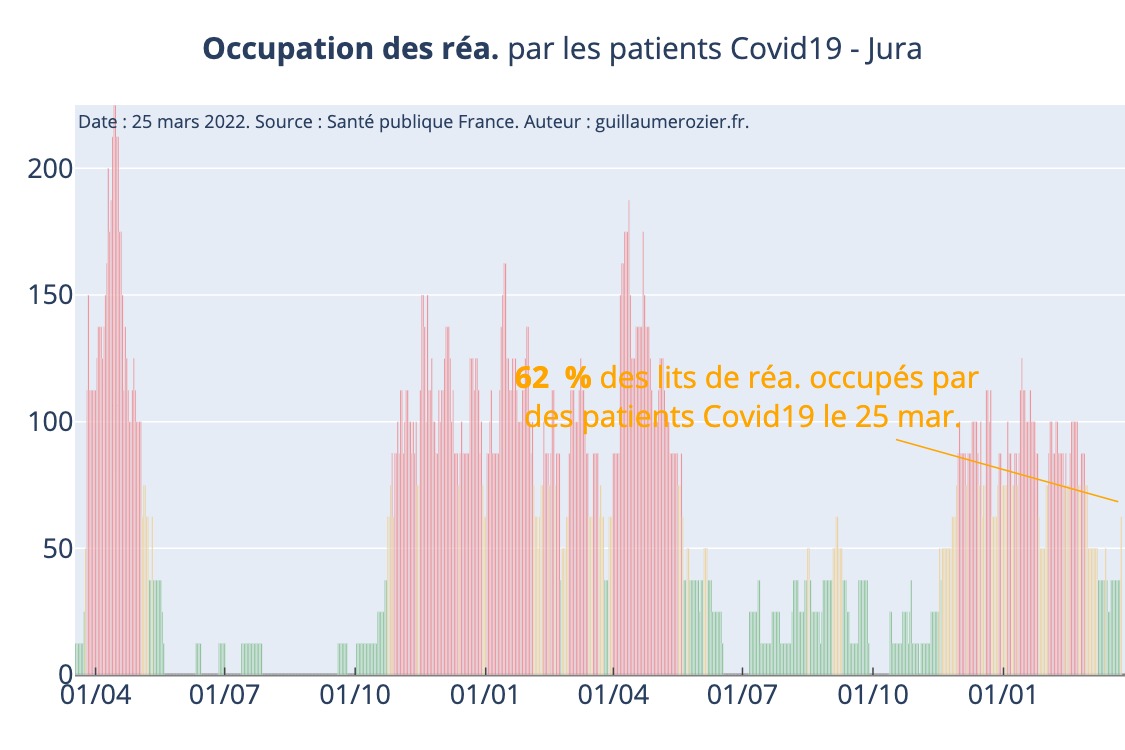 Occupation des réa. par les patients Covid19 - Jura
Date : 25 mars 2022. Source : Santé publique France. Auteur : guillaumerozier.fr.
200
150
62 % des lits de réa. occupés par
des patients Covid19 le 25 mar.
100
50
0
01/04 01/07 01/10 01/01 01/04 01/07 01/10 01/01